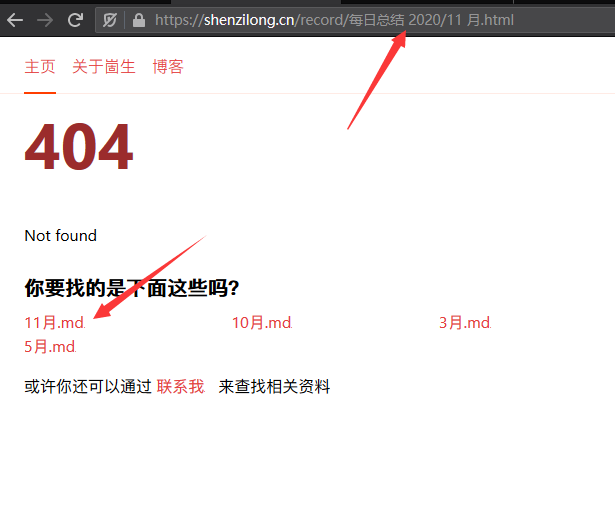 https://shenzilong.cn/record/每日总结 2020/11 月.html
主页 关于崮生 博客
404
Not found
你要找的是下面这些吗?
11月.md 10月.md 3月.md
5月.md
或许你还可以通过 联系我 来查找相关资料